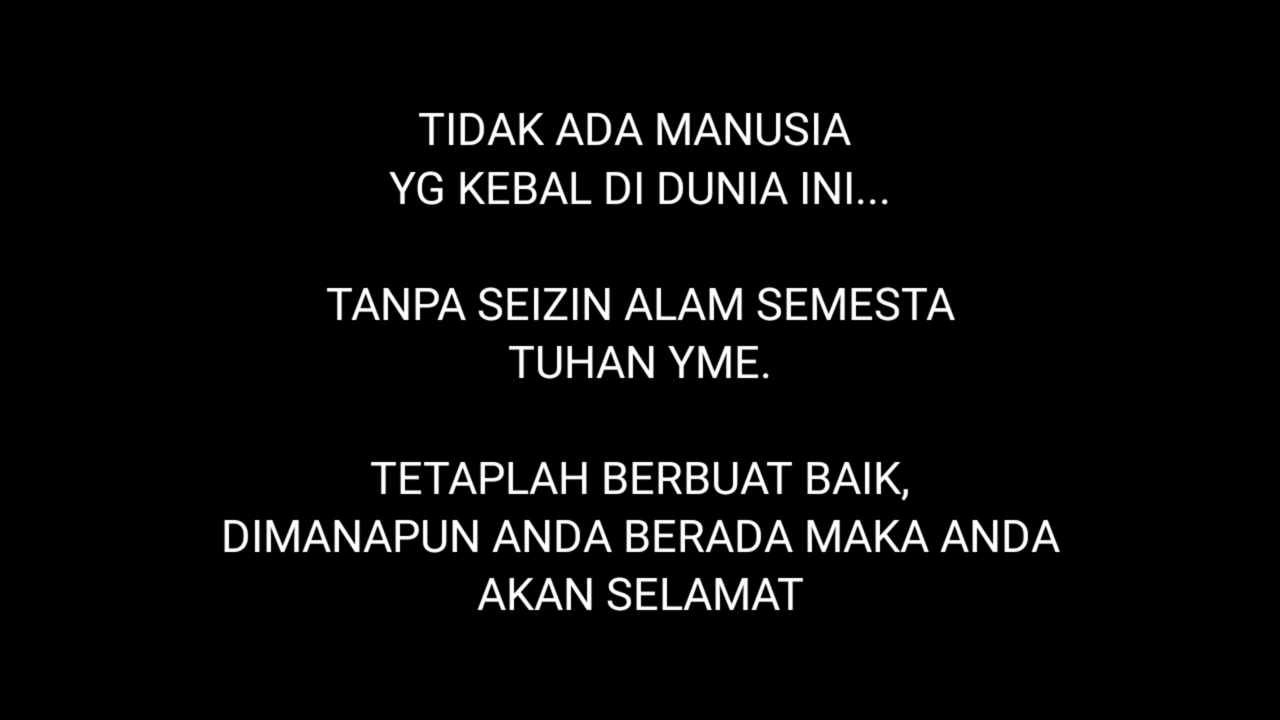 TIDAK ADA MANUSIA
YG KEBAL DI DUNIA INI...
TANPA SEIZIN ALAM SEMESTA
TUHAN YME.
TETAPLAH BERBUAT BAIK,
DIMANAPUN ANDA BERADA MAKA ANDA
AKAN SELAMAT